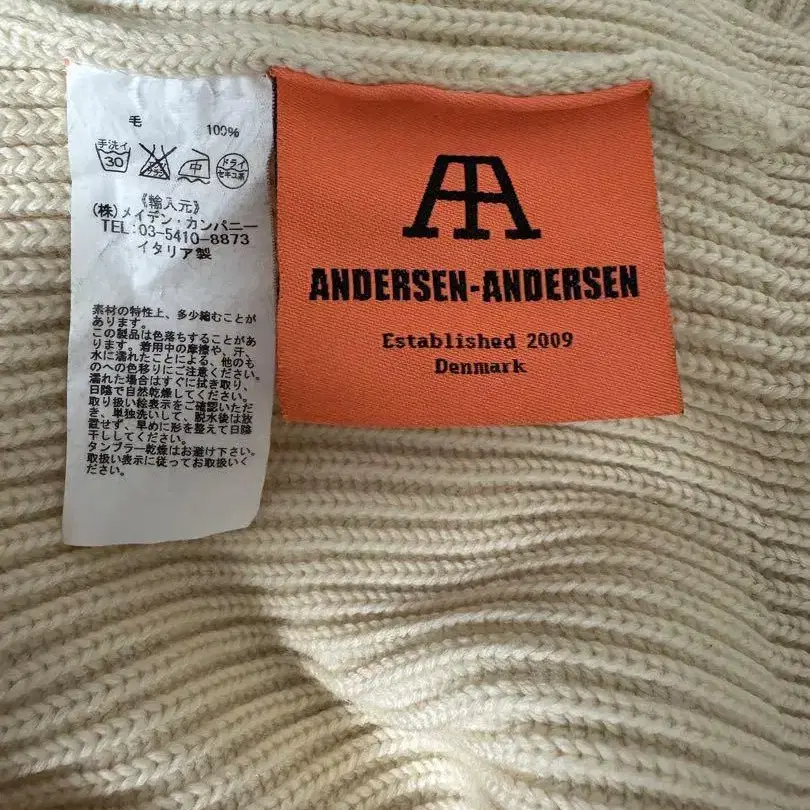 毛 100%
手洗イ
30
エンソ
サラシ
中
ドライ
セキユ系
《輸入元》
(株)メイデン・カンパニー
TEL:03-5410-8873
イタリア製
素材の特性上、多少縮むことが
あります。
この製品は色落ちすることがあ
ります。着用中の摩擦や、汗、
水に濡れたことによる、他のも
のへの色移りにご注意ください。
濡れた場合はすぐに拭き取り、
日陰で自然乾燥してください。
取り扱い絵表示をご確認いただ
き、単独洗いして、脱水後は放
置せず、早めに形を整えて日陰
干ししてください。
タンブラー乾燥はお避け下さい。
取扱い表示に従ってお取扱いく
ださい。
ANDERSEN-ANDERSEN
Established 2009
Denmark